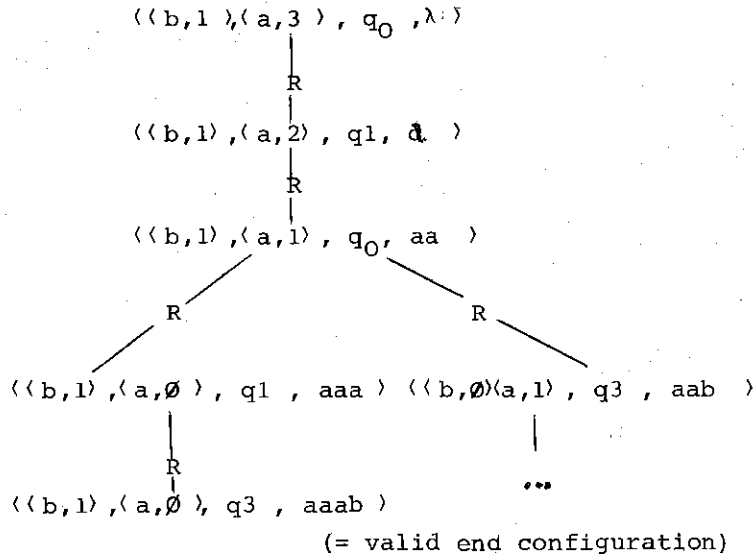 ⟨⟨b,1⟩,⟨a,3⟩, q0 ,λ⟩
R
⟨⟨b,1⟩,⟨a,2⟩, q1, a ⟩
R
⟨⟨b,1⟩,⟨a,1⟩, q0, aa ⟩
R R
⟨⟨b,1⟩,⟨a,Ø⟩, q1 , aaa⟩ ⟨⟨b,Ø⟩⟨a,1⟩, q3 , aab ⟩
R ...
⟨⟨b,1⟩,⟨a,Ø⟩, q3 , aaab ⟩
(= valid end configuration)